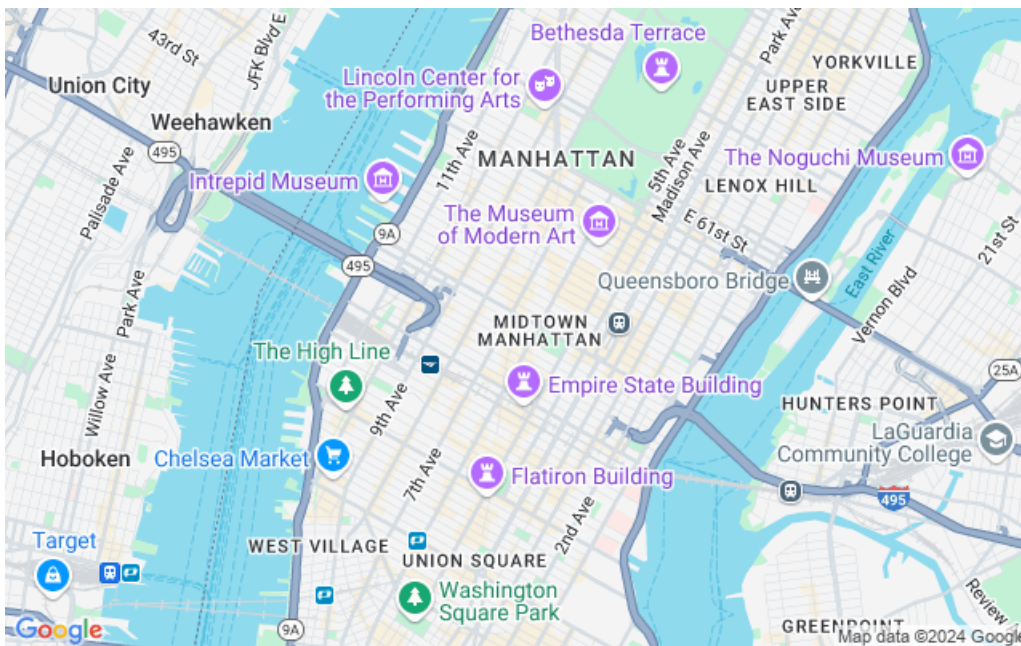 43rd St
JFK Blvd E
Park Ave
Bethesda Terrace
YORKVILLE
Union City
Lincoln Center for
the Performing Arts
UPPER
EAST SIDE
Weehawken
495
11th Ave
MANHATTAN
5th Ave
Madison Ave
The Noguchi Museum
Palisade Ave
Intrepid Museum
LENOX HILL
The Museum
of Modern Art
9A
E 61st St
21st St
495
Queensboro Bridge
East River
Park Ave
MIDTOWN
MANHATTAN
Vernon Blvd
The High Line
25A
Willow Ave
9th Ave
Empire State Building
HUNTERS POINT
LaGuardia
Community College
Hoboken
Chelsea Market
7th Ave
Flatiron Building
495
2nd Ave
Target
WEST VILLAGE
UNION SQUARE
Washington
Square Park
Review
9A
GREENPOINT
Google
Map data ©2024 Google